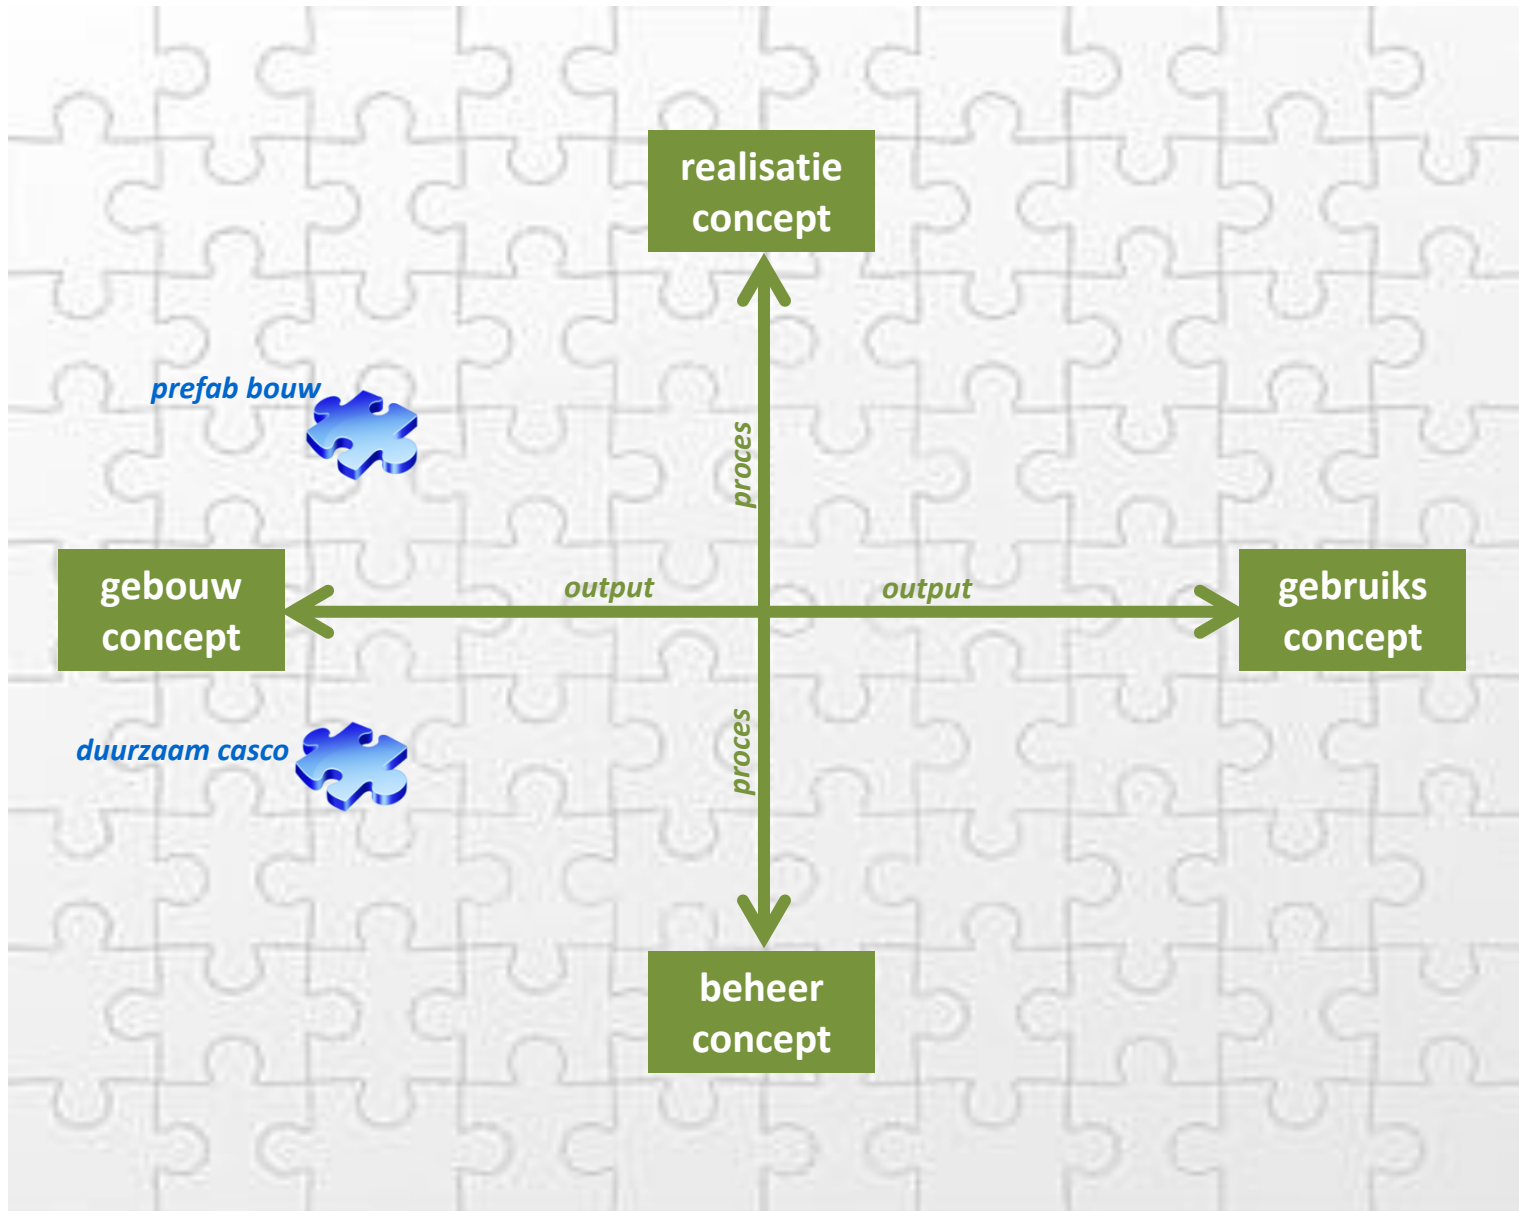 realisatie
concept
prefab bouw
proces
gebouw
concept
output
output
gebruiks
concept
duurzaam casco
proces
beheer
concept